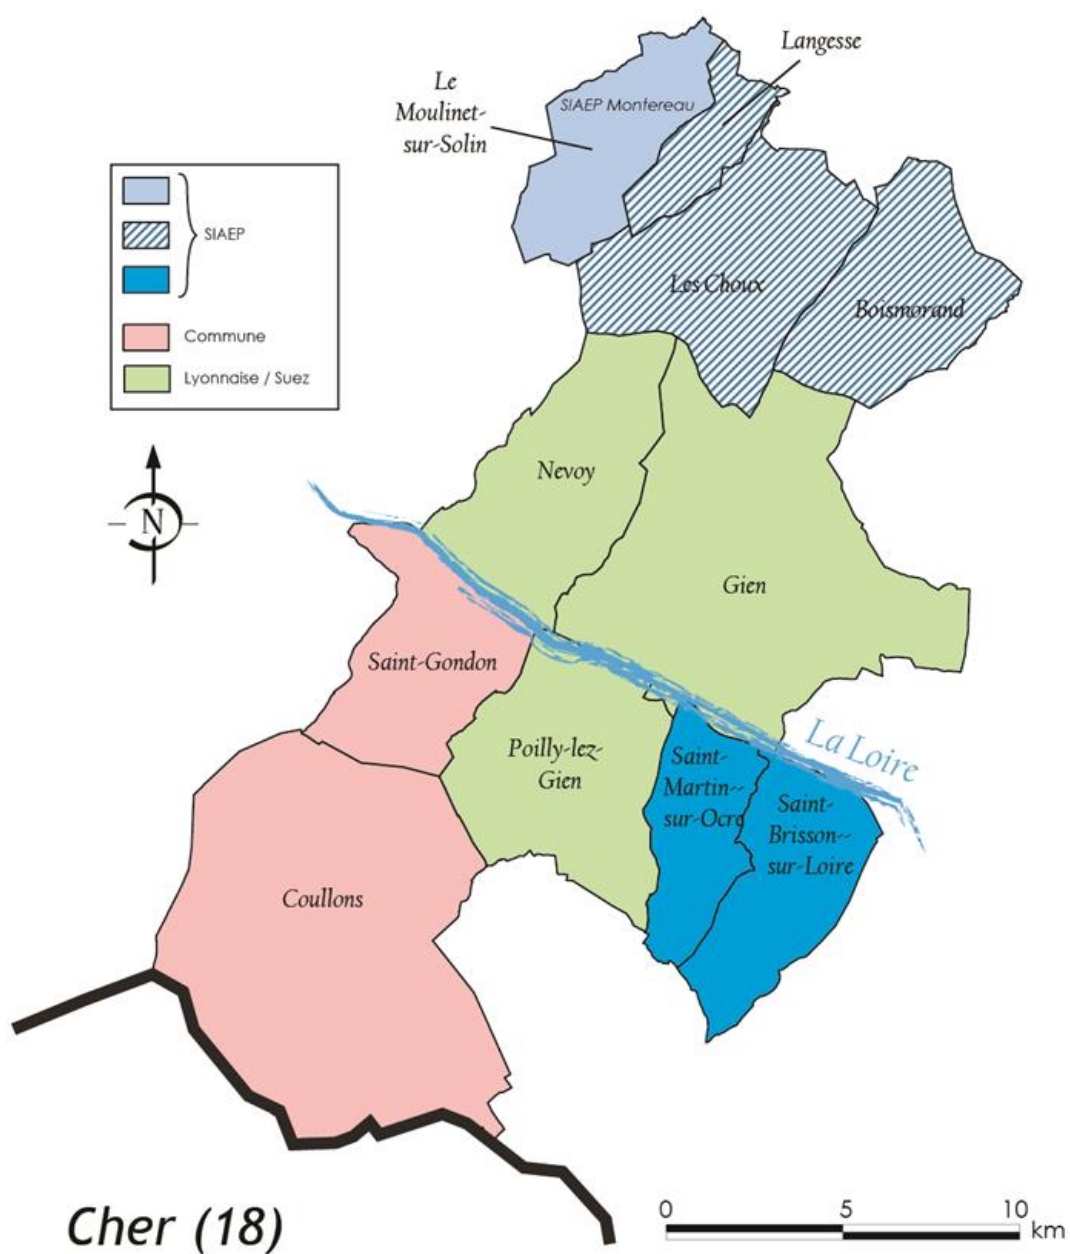 Langesse
Le
Moulinet-
sur-Solin
SIAEP Montereau
SIAEP
Commune
Lyonnaise / Suez
Les Choux
Boismorand
N
Nevoy
Gien
Saint-Gondon
La Loire
Poilly-lez-
Gien
Saint-
Martin--
sur-Ocre
Saint-
Brisson--
sur-Loire
Coullons
Cher (18)
0 5 10
km